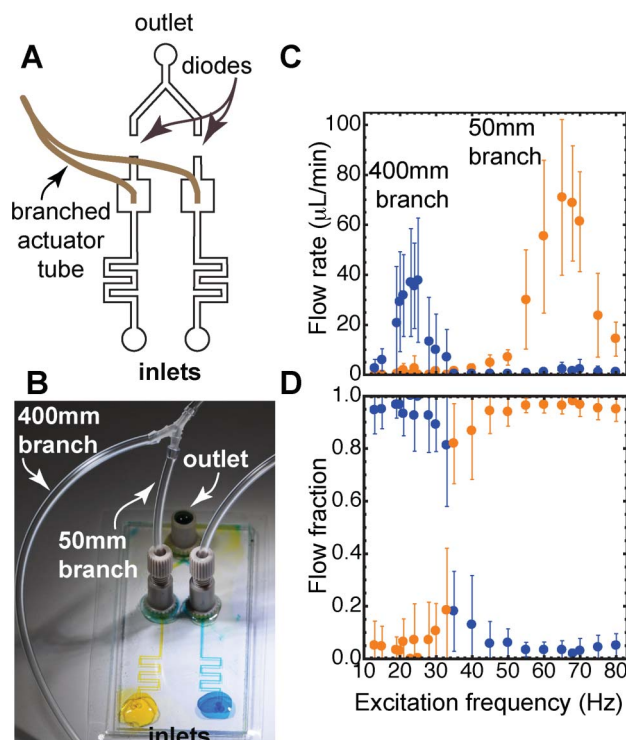 A
outlet
diodes
branched
actuator
tube
inlets
B
400mm
branch
outlet
50mm
branch
inlets
C
Flow rate (µL/min)
100
80
60
40
20
0
400mm
branch
50mm
branch
D
Flow fraction
1.0
0.8
0.6
0.4
0.2
0.0
10 20 30 40 50 60 70 80
Excitation frequency (Hz)